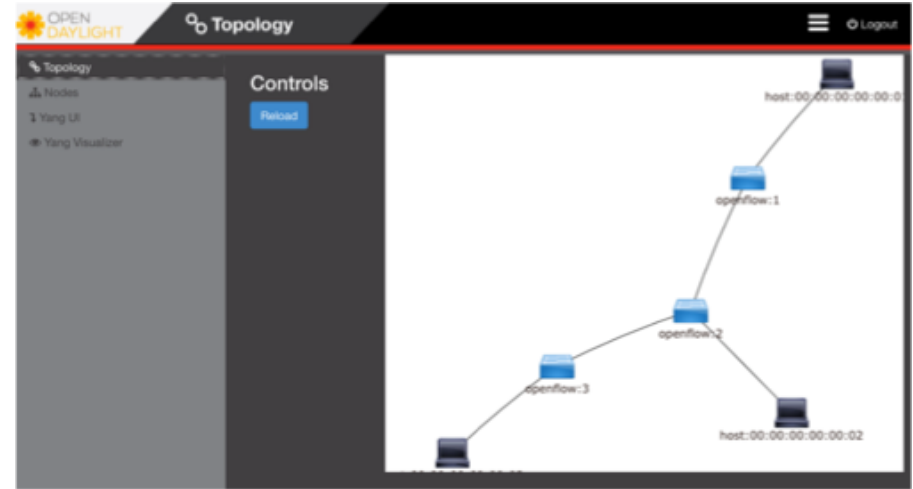 OPEN
DAYLIGHT
Topology
Logout
Topology
Nodes
Yang UI
Yang Visualizer
Controls
Reload
host:00:00:00:00:00:0
openflow:1
openflow:2
openflow:3
host:00:00:00:00:00:02